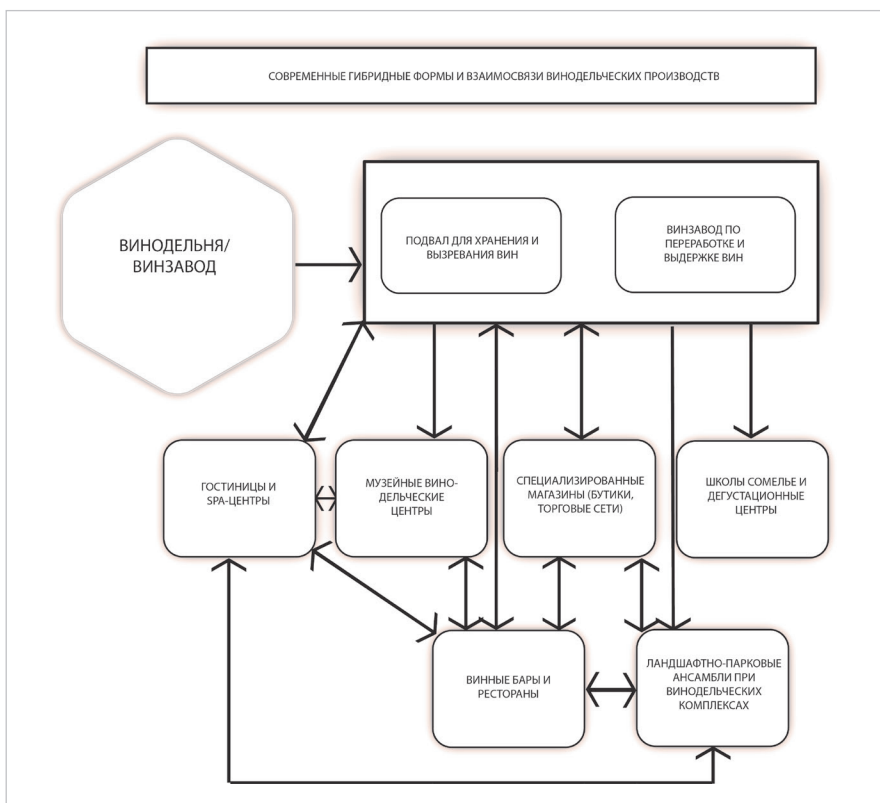 СОВРЕМЕННЫЕ ГИБРИДНЫЕ ФОРМЫ И ВЗАИМОСВЯЗИ ВИНОДЕЛЬЧЕСКИХ ПРОИЗВОДСТВ
ВИНОДЕЛЬНЯ/
ВИНЗАВОД
ПОДВАЛ ДЛЯ ХРАНЕНИЯ И
ВЫЗРЕВАНИЯ ВИН
ВИНЗАВОД ПО
ПЕРЕРАБОТКЕ И
ВЫДЕРЖКЕ ВИН
ГОСТИНИЦЫ И
SPA-ЦЕНТРЫ
МУЗЕЙНЫЕ ВИНО-
ДЕЛЬЧЕСКИЕ
ЦЕНТРЫ
СПЕЦИАЛИЗИРОВАННЫЕ
МАГАЗИНЫ (БУТИКИ,
ТОРГОВЫЕ СЕТИ)
ШКОЛЫ СОМЕЛЬЕ И
ДЕГУСТАЦИОННЫЕ
ЦЕНТРЫ
ВИННЫЕ БАРЫ И
РЕСТОРАНЫ
ЛАНДШАФТНО-ПАРКОВЫЕ
АНСАМБЛИ ПРИ
ВИНОДЕЛЬЧЕСКИХ
КОМПЛЕКСАХ